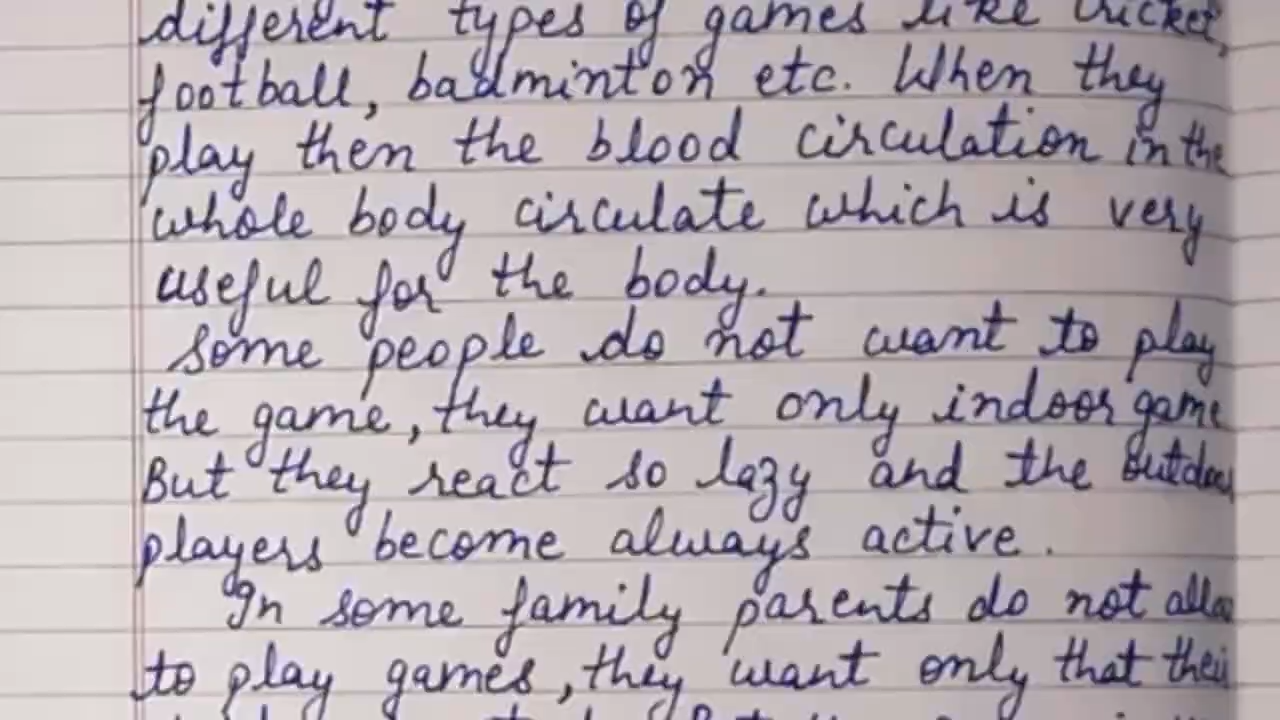 different types of games like cricket,
football, badminton etc. When they
play then the blood circulation in the
whole body circulate which is very
useful for the body.
Some people do not want to play
the game, they want only indoor game
But they react so lazy and the outdoor
players become always active.
In some family parents do not allow
to play games, they want only that their